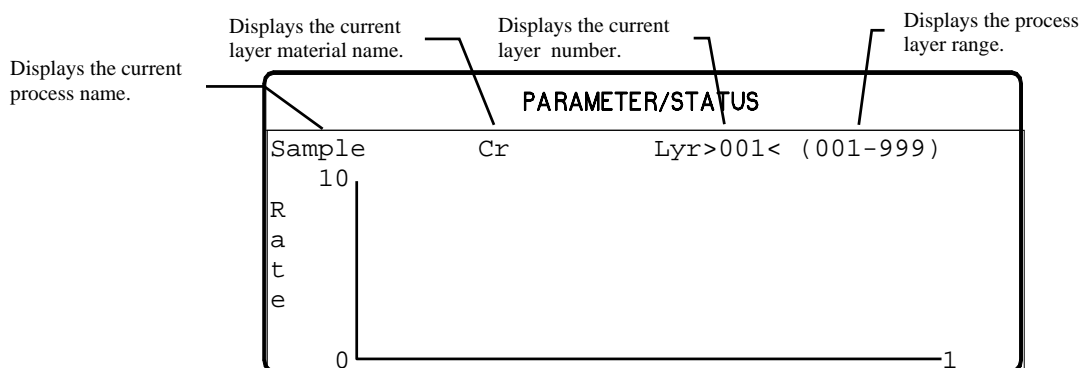 Displays the current
layer material name.
Displays the current
layer  number.
Displays the process
layer range.
Displays the current
process name.
PARAMETER/STATUS
Sample Cr Lyr>001< (001-999)
10
R
a
t
e
0
1